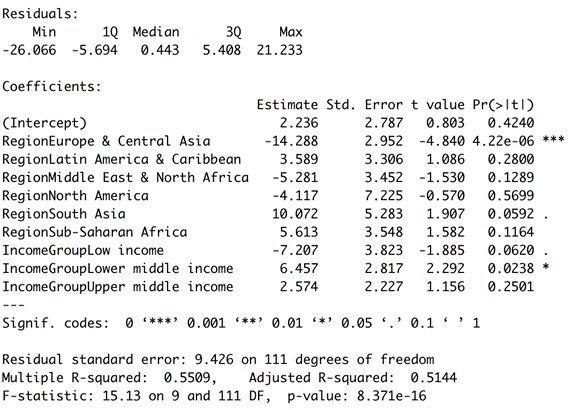 Residuals:
Min 1Q Median 3Q Max
-26.066 -5.694 0.443 5.408 21.233
Coefficients:
Estimate Std. Error t value Pr(>|t|)
(Intercept) 2.236 2.787 0.803 0.4240
RegionEurope & Central Asia -14.288 2.952 -4.840 4.22e-06 ***
RegionLatin America & Caribbean 3.589 3.306 1.086 0.2800
RegionMiddle East & North Africa -5.281 3.452 -1.530 0.1289
RegionNorth America -4.117 7.225 -0.570 0.5699
RegionSouth Asia 10.072 5.283 1.907 0.0592 .
RegionSub-Saharan Africa 5.613 3.548 1.582 0.1164
IncomeGroupLow income -7.207 3.823 -1.885 0.0620 .
IncomeGroupLower middle income 6.457 2.817 2.292 0.0238 *
IncomeGroupUpper middle income 2.574 2.227 1.156 0.2501
---
Signif. codes: 0 ‘***’ 0.001 ‘**’ 0.01 ‘*’ 0.05 ‘.’ 0.1 ‘ ’ 1
Residual standard error: 9.426 on 111 degrees of freedom
Multiple R-squared: 0.5509, Adjusted R-squared: 0.5144
F-statistic: 15.13 on 9 and 111 DF, p-value: 8.371e-16